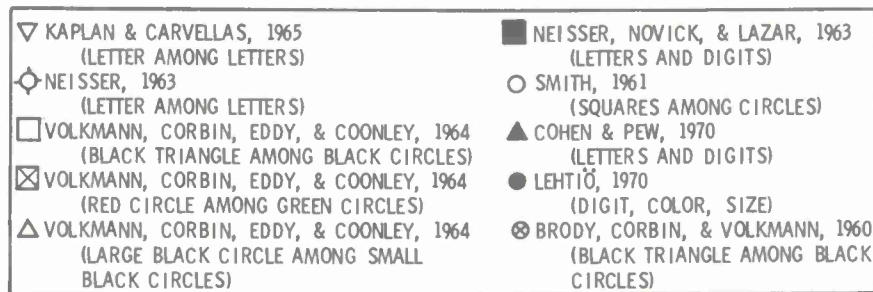 KAPLAN & CARVELLAS, 1965
(LETTER AMONG LETTERS)
NEISSER, 1963
(LETTER AMONG LETTERS)
VOLKMANN, CORBIN, EDDY, & COONLEY, 1964
(BLACK TRIANGLE AMONG BLACK CIRCLES)
VOLKMANN, CORBIN, EDDY, & COONLEY, 1964
(RED CIRCLE AMONG GREEN CIRCLES)
VOLKMANN, CORBIN, EDDY, & COONLEY, 1964
(LARGE BLACK CIRCLE AMONG SMALL
BLACK CIRCLES)
NEISSER, NOVICK, & LAZAR, 1963
(LETTERS AND DIGITS)
SMITH, 1961
(SQUARES AMONG CIRCLES)
COHEN & PEW, 1970
(LETTERS AND DIGITS)
LEHTIÖ, 1970
(DIGIT, COLOR, SIZE)
BRODY, CORBIN, & VOLKMANN, 1960
(BLACK TRIANGLE AMONG BLACK
CIRCLES)